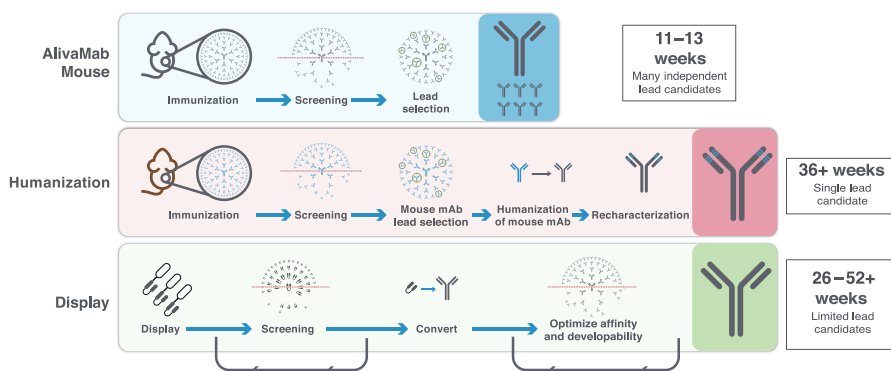 AlivaMab
Mouse
Immunization
Screening
Lead
selection
11–13
weeks
Many independent
lead candidates
Humanization
Immunization
Screening
Mouse mAb
lead selection
Humanization
of mouse mAb
Recharacterization
36+ weeks
Single lead
candidate
Display
Display
Screening
Convert
Optimize affinity
and developability
26–52+
weeks
Limited lead
candidates